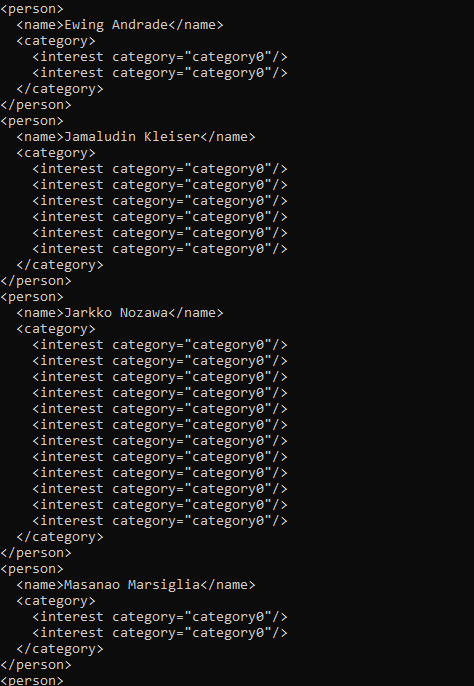 <person>
  <name>Ewing Andrade</name>
  <category>
    <interest category="category0"/>
    <interest category="category0"/>
  </category>
</person>
<person>
  <name>Jamaludin Kleiser</name>
  <category>
    <interest category="category0"/>
    <interest category="category0"/>
    <interest category="category0"/>
    <interest category="category0"/>
    <interest category="category0"/>
    <interest category="category0"/>
  </category>
</person>
<person>
  <name>Jarkko Nozawa</name>
  <category>
    <interest category="category0"/>
    <interest category="category0"/>
    <interest category="category0"/>
    <interest category="category0"/>
    <interest category="category0"/>
    <interest category="category0"/>
    <interest category="category0"/>
    <interest category="category0"/>
    <interest category="category0"/>
    <interest category="category0"/>
    <interest category="category0"/>
    <interest category="category0"/>
  </category>
</person>
<person>
  <name>Masanao Marsiglia</name>
  <category>
    <interest category="category0"/>
    <interest category="category0"/>
  </category>
</person>
<person>